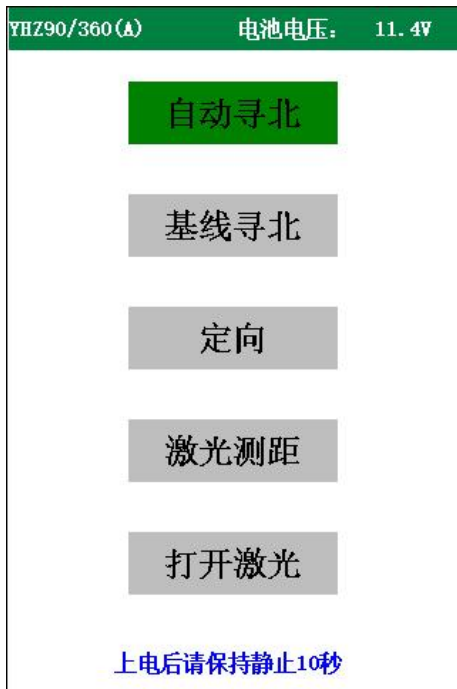 YHZ90/360(A) 电池电压： 11.4V
自动寻北
基线寻北
定向
激光测距
打开激光
上电后请保持静止10秒